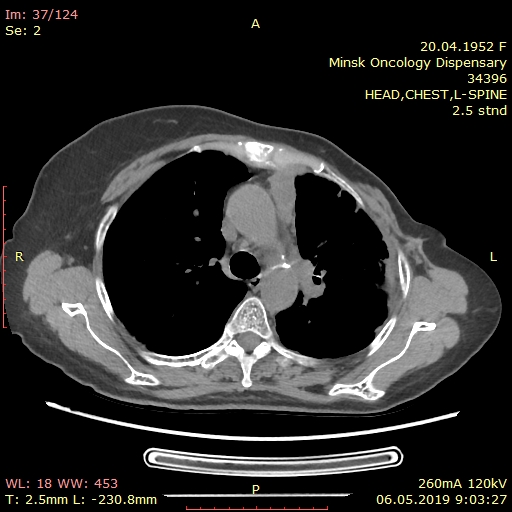 Im: 37/124
Se: 2
A
20.04.1952 F
Minsk Oncology Dispensary
34396
HEAD,CHEST,L-SPINE
2.5 stnd
R
L
WL: 18 WW: 453
T: 2.5mm L: -230.8mm
P
260mA 120kV
06.05.2019 9:03:27